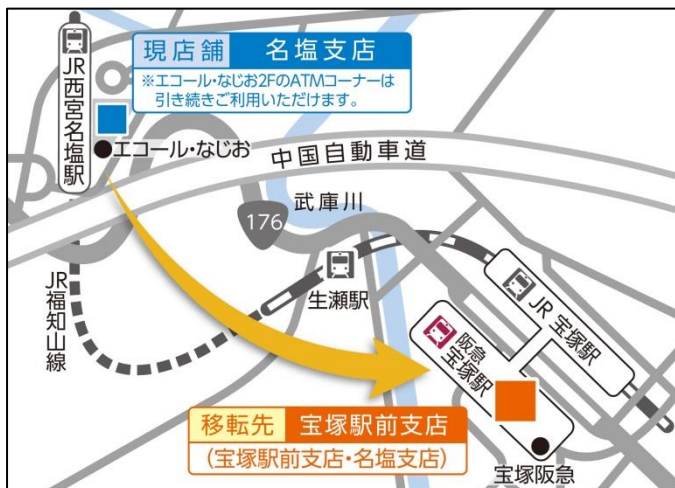 現店舗 名塩支店
※エコール・なじお2FのATMコーナーは
引き続きご利用いただけます。
JR西宮名塩駅
エコール・なじお
中国自動車道
武庫川
176
生瀬駅
JR福知山線
JR 宝塚駅
阪急
宝塚駅
移転先 宝塚駅前支店
(宝塚駅前支店・名塩支店)
宝塚阪急